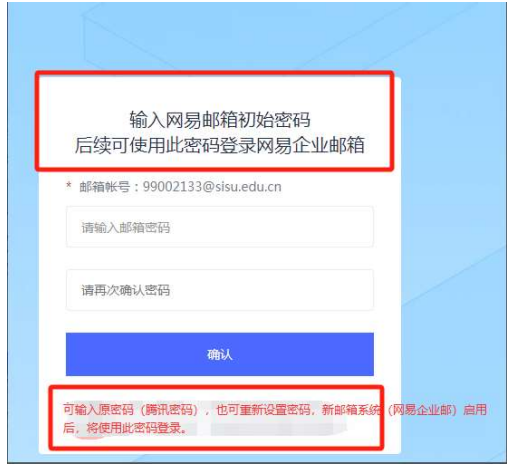 输入网易邮箱初始密码
后续可使用此密码登录网易企业邮箱
* 邮箱帐号：99002133@sisu.edu.cn
请输入邮箱密码
请再次确认密码
确认
可输入原密码（腾讯密码），也可重新设置密码，新邮箱系统（网易企业邮）启用
后，将使用此密码登录。